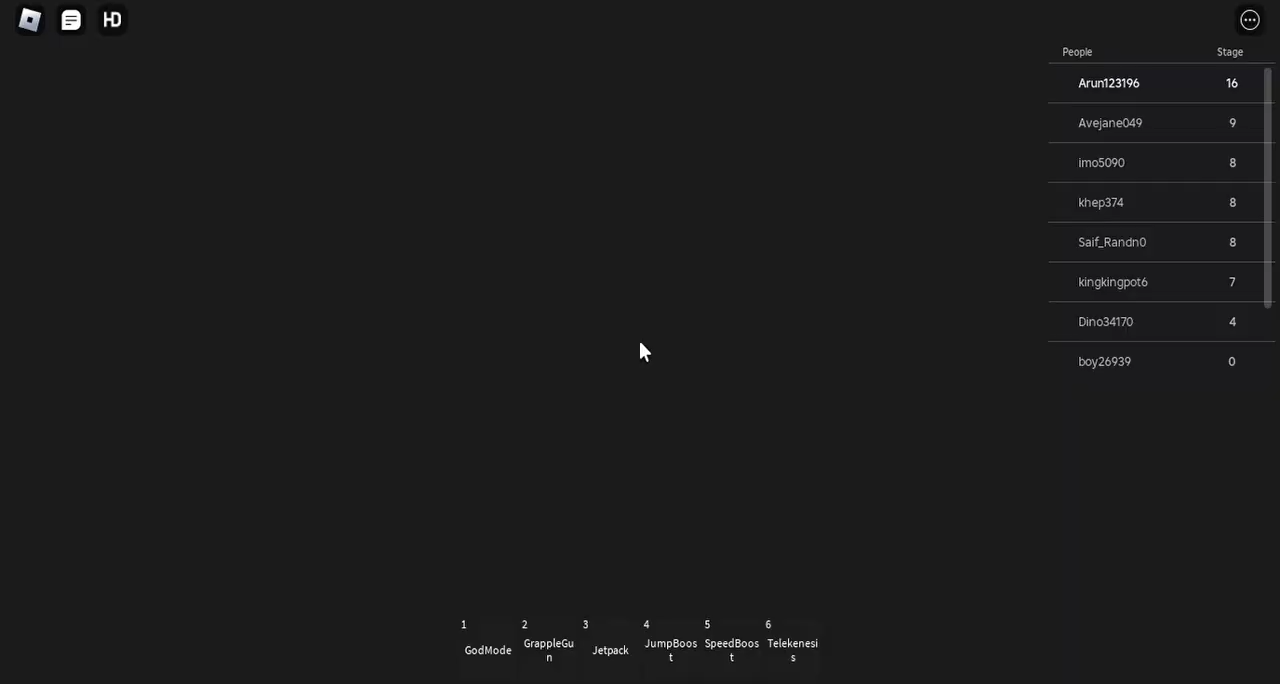 HD
People Stage
Arun123196 16
Avejane049 9
imo5090 8
khep374 8
Saif_Randn0 8
kingkingpot6 7
Dino34170 4
boy26939 0
1 2 3 4 5 6
GodMode GrappleGu Jetpack JumpBoos SpeedBoos Telekenesi
n t t s